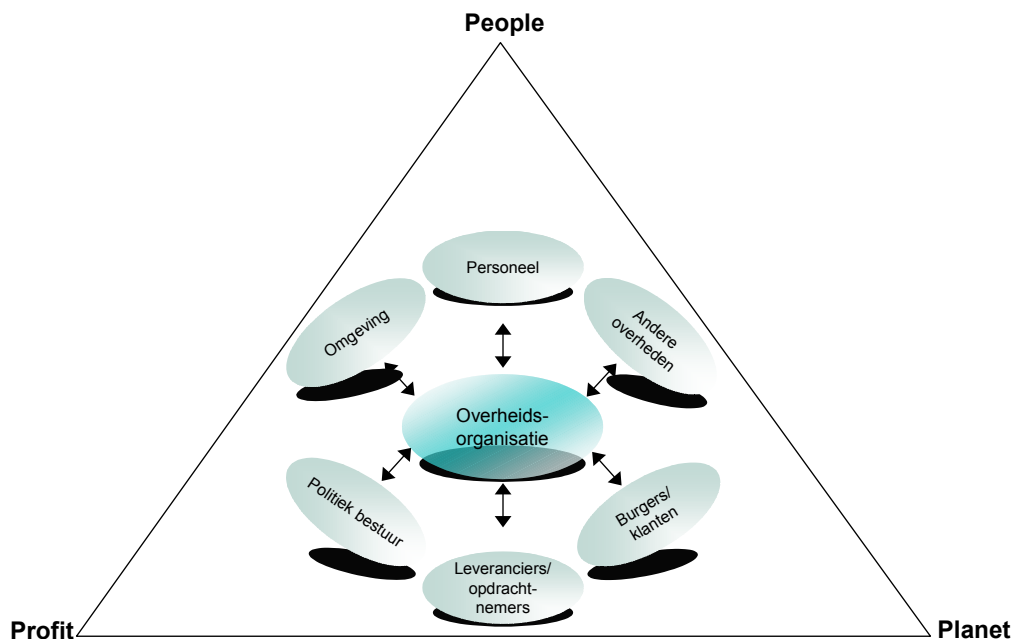 People
Personeel
Omgeving
Andere
overheden
Overheids-
organisatie
Politiek bestuur
Burgers/
klanten
Leveranciers/
opdracht-
nemers
Profit
Planet